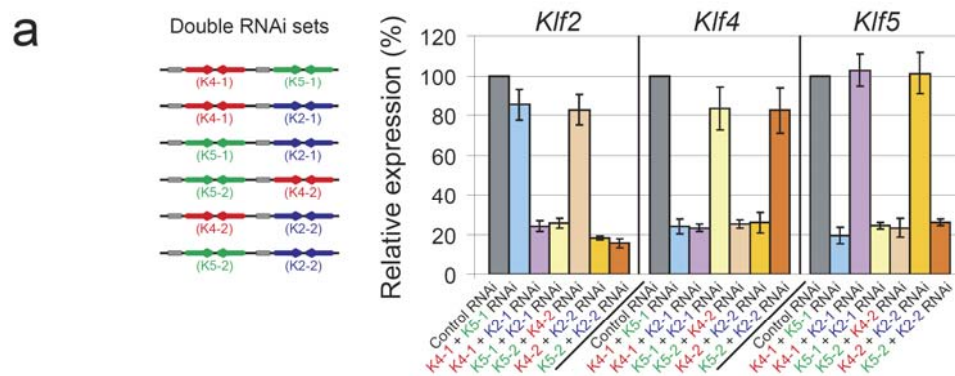 a
Double RNAi sets
(K4-1) (K5-1)
(K4-1) (K2-1)
(K5-1) (K2-1)
(K5-2) (K4-2)
(K4-2) (K2-2)
(K5-2) (K2-2)
Klf2 Klf4 Klf5
Relative expression (%)
120
100
80
60
40
20
0
Control RNAi
K4-1 + K5-1 RNAi
K4-1 + K2-1 RNAi
K5-1 + K2-1 RNAi
K5-2 + K4-2 RNAi
K4-2 + K2-2 RNAi
K5-2 + K2-2 RNAi
Control RNAi
K4-1 + K5-1 RNAi
K4-1 + K2-1 RNAi
K5-1 + K2-1 RNAi
K5-2 + K4-2 RNAi
K4-2 + K2-2 RNAi
K5-2 + K2-2 RNAi
Control RNAi
K4-1 + K5-1 RNAi
K4-1 + K2-1 RNAi
K5-1 + K2-1 RNAi
K5-2 + K4-2 RNAi
K4-2 + K2-2 RNAi
K5-2 + K2-2 RNAi